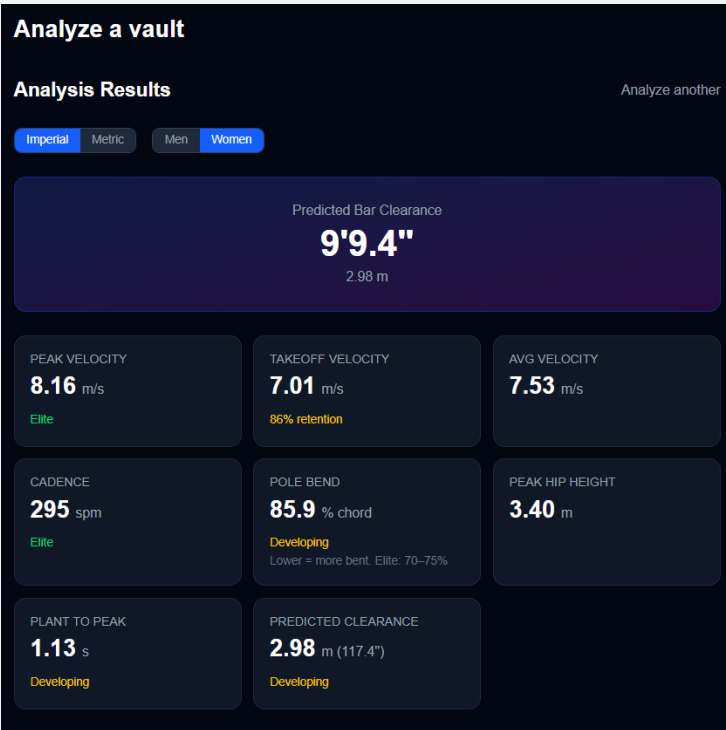 Analyze a vault
Analysis Results
Analyze another
Imperial Metric Men Women
Predicted Bar Clearance
9'9.4"
2.98 m
PEAK VELOCITY
8.16 m/s
Elite
TAKEOFF VELOCITY
7.01 m/s
86% retention
AVG VELOCITY
7.53 m/s
CADENCE
295 spm
Elite
POLE BEND
85.9 % chord
Developing
Lower = more bent. Elite: 70–75%
PEAK HIP HEIGHT
3.40 m
PLANT TO PEAK
1.13 s
Developing
PREDICTED CLEARANCE
2.98 m (117.4")
Developing